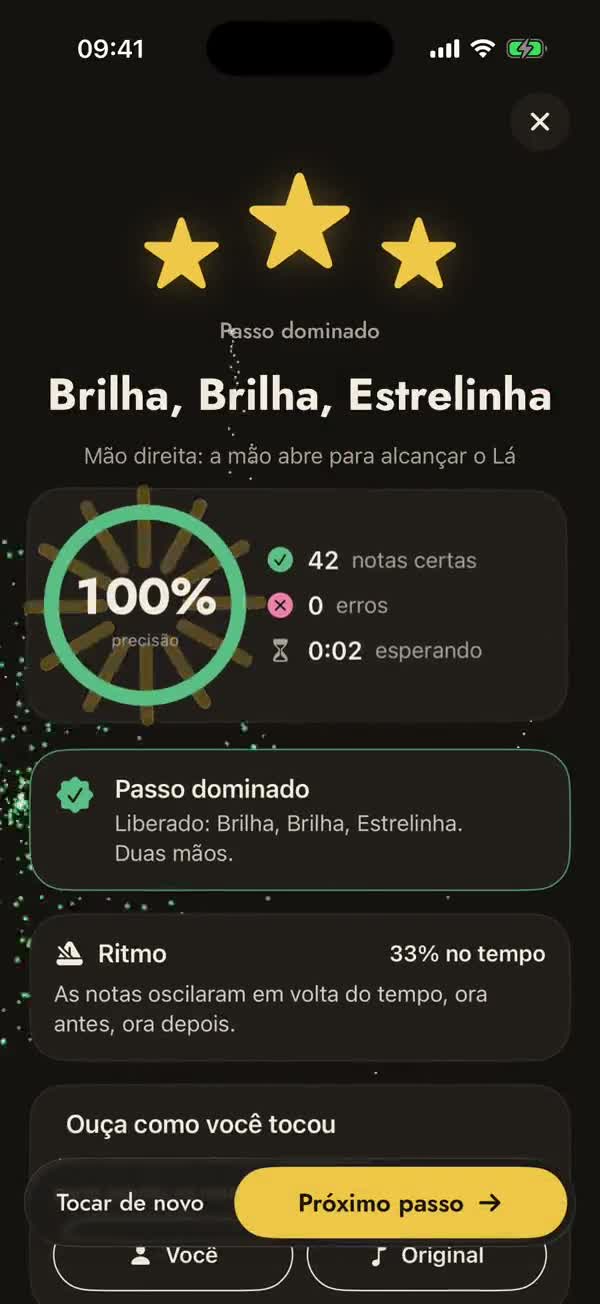 09:41
Passo dominado
Brilha, Brilha, Estrelinha
Mão direita: a mão abre para alcançar o Lá
100%
precisão
42 notas certas
0 erros
0:02 esperando
Passo dominado
Liberado: Brilha, Brilha, Estrelinha.
Duas mãos.
Ritmo
33% no tempo
As notas oscilaram em volta do tempo, ora
antes, ora depois.
Ouça como você tocou
Tocar de novo
Próximo passo →
Você
Original